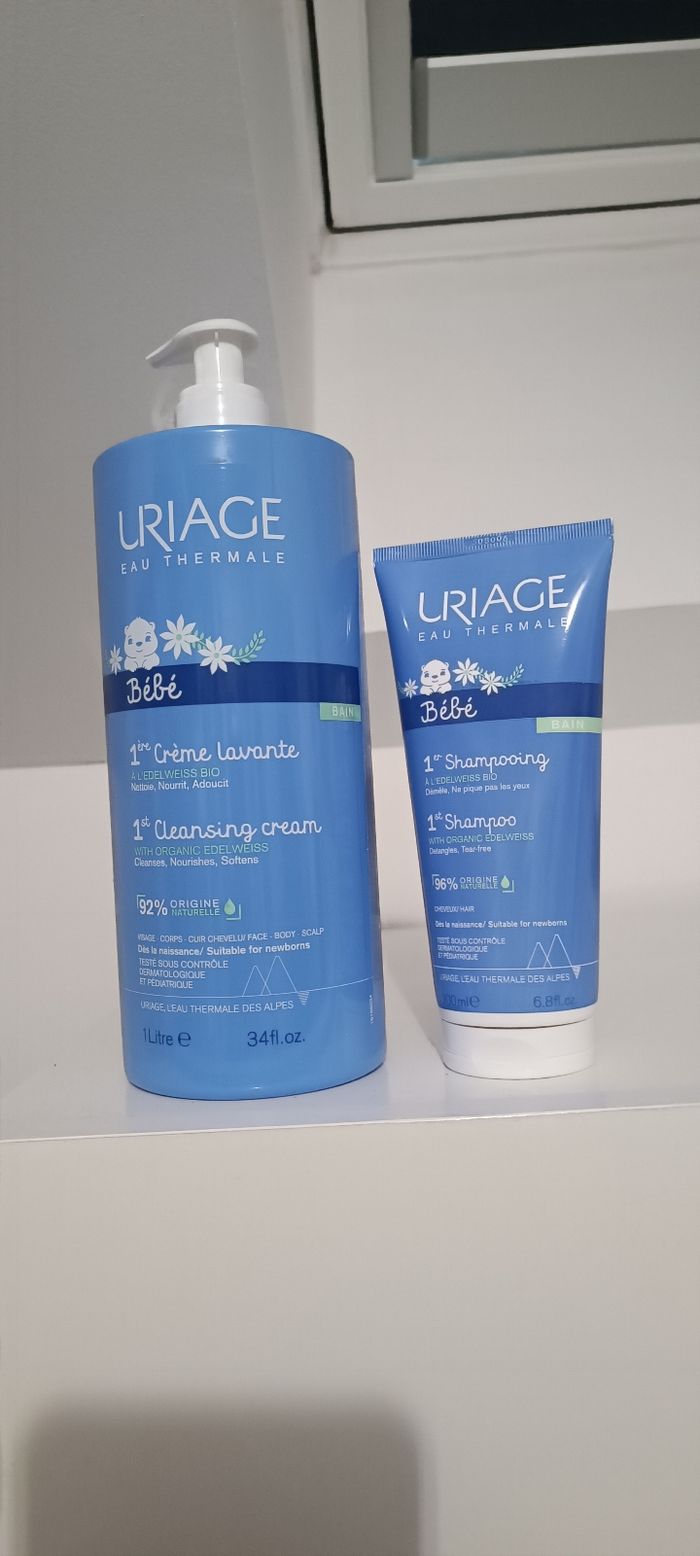 URIAGE
EAU THERMALE
Bébé
BAIN
1ère Crème lavante
À L'EDELWEISS BIO
Nettoie, Nourrit, Adoucit
1st Cleansing cream
WITH ORGANIC EDELWEISS
Cleanses, Nourishes, Softens
92% ORIGINE
NATURELLE
VISAGE - CORPS - CUIR CHEVELU/ FACE - BODY - SCALP
Dès la naissance/ Suitable for newborns
TESTÉ SOUS CONTRÔLE
DERMATOLOGIQUE
ET PÉDIATRIQUE
URIAGE, L'EAU THERMALE DES ALPES
1 Litre ℮ 34fl.oz.
URIAGE
EAU THERMALE
Bébé
BAIN
1er Shampooing
À L'EDELWEISS BIO
Démêle, Ne pique pas les yeux
1st Shampoo
WITH ORGANIC EDELWEISS
Detangles, Tear-free
96% ORIGINE
NATURELLE
CHEVEUX/ HAIR
Dès la naissance/ Suitable for newborns
TESTÉ SOUS CONTRÔLE
DERMATOLOGIQUE
ET PÉDIATRIQUE
URIAGE, L'EAU THERMALE DES ALPES
200ml℮ 6.8fl.oz.